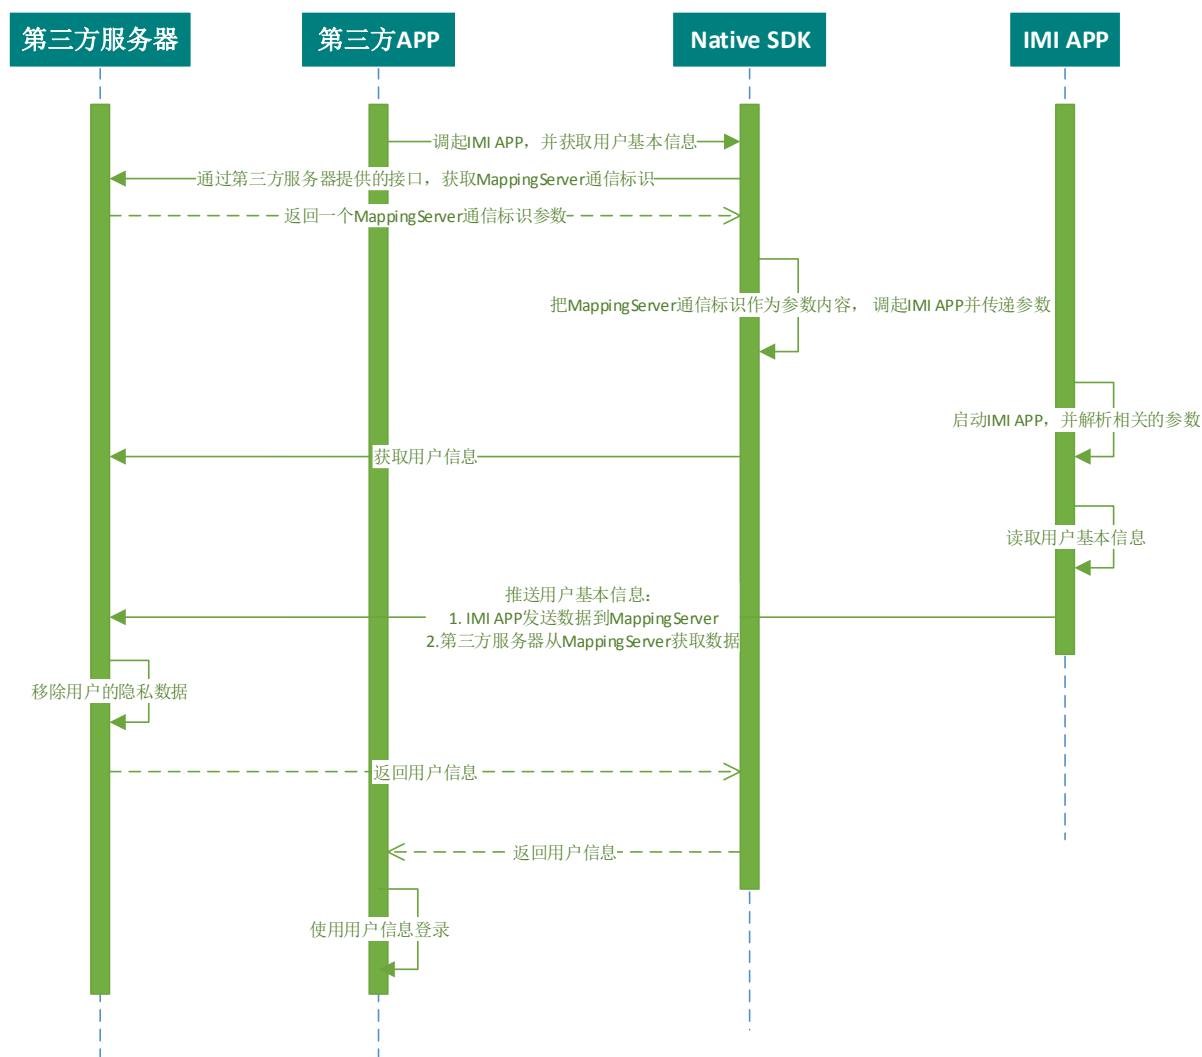 第三方服务器
第三方APP
Native SDK
IMI APP
调起IMI APP，并获取用户基本信息
通过第三方服务器提供的接口，获取MappingServer通信标识
返回一个MappingServer通信标识参数
把MappingServer通信标识作为参数内容， 调起IMI APP并传递参数
启动IMI APP，并解析相关的参数
获取用户信息
读取用户基本信息
推送用户基本信息：
1. IMI APP发送数据到MappingServer
2.第三方服务器从MappingServer获取数据
移除用户的隐私数据
返回用户信息
返回用户信息
使用用户信息登录